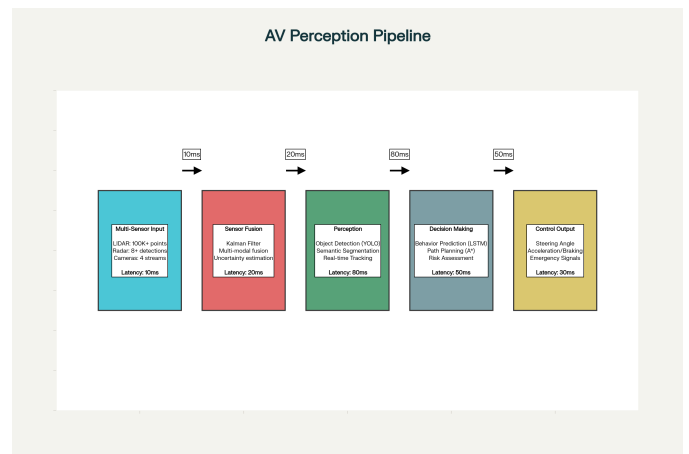 AV Perception Pipeline
10ms
20ms
80ms
50ms
Multi-Sensor Input
LIDAR: 100K+ points
Radar: 8+ detections
Cameras: 4 streams
Latency: 10ms
Sensor Fusion
Kalman Filter
Multi-modal fusion
Uncertainty estimation
Latency: 20ms
Perception
Object Detection (YOLO)
Semantic Segmentation
Real-time Tracking
Latency: 80ms
Decision Making
Behavior Prediction (LSTM)
Path Planning (A*)
Risk Assessment
Latency: 50ms
Control Output
Steering Angle
Acceleration/Braking
Emergency Signals
Latency: 30ms